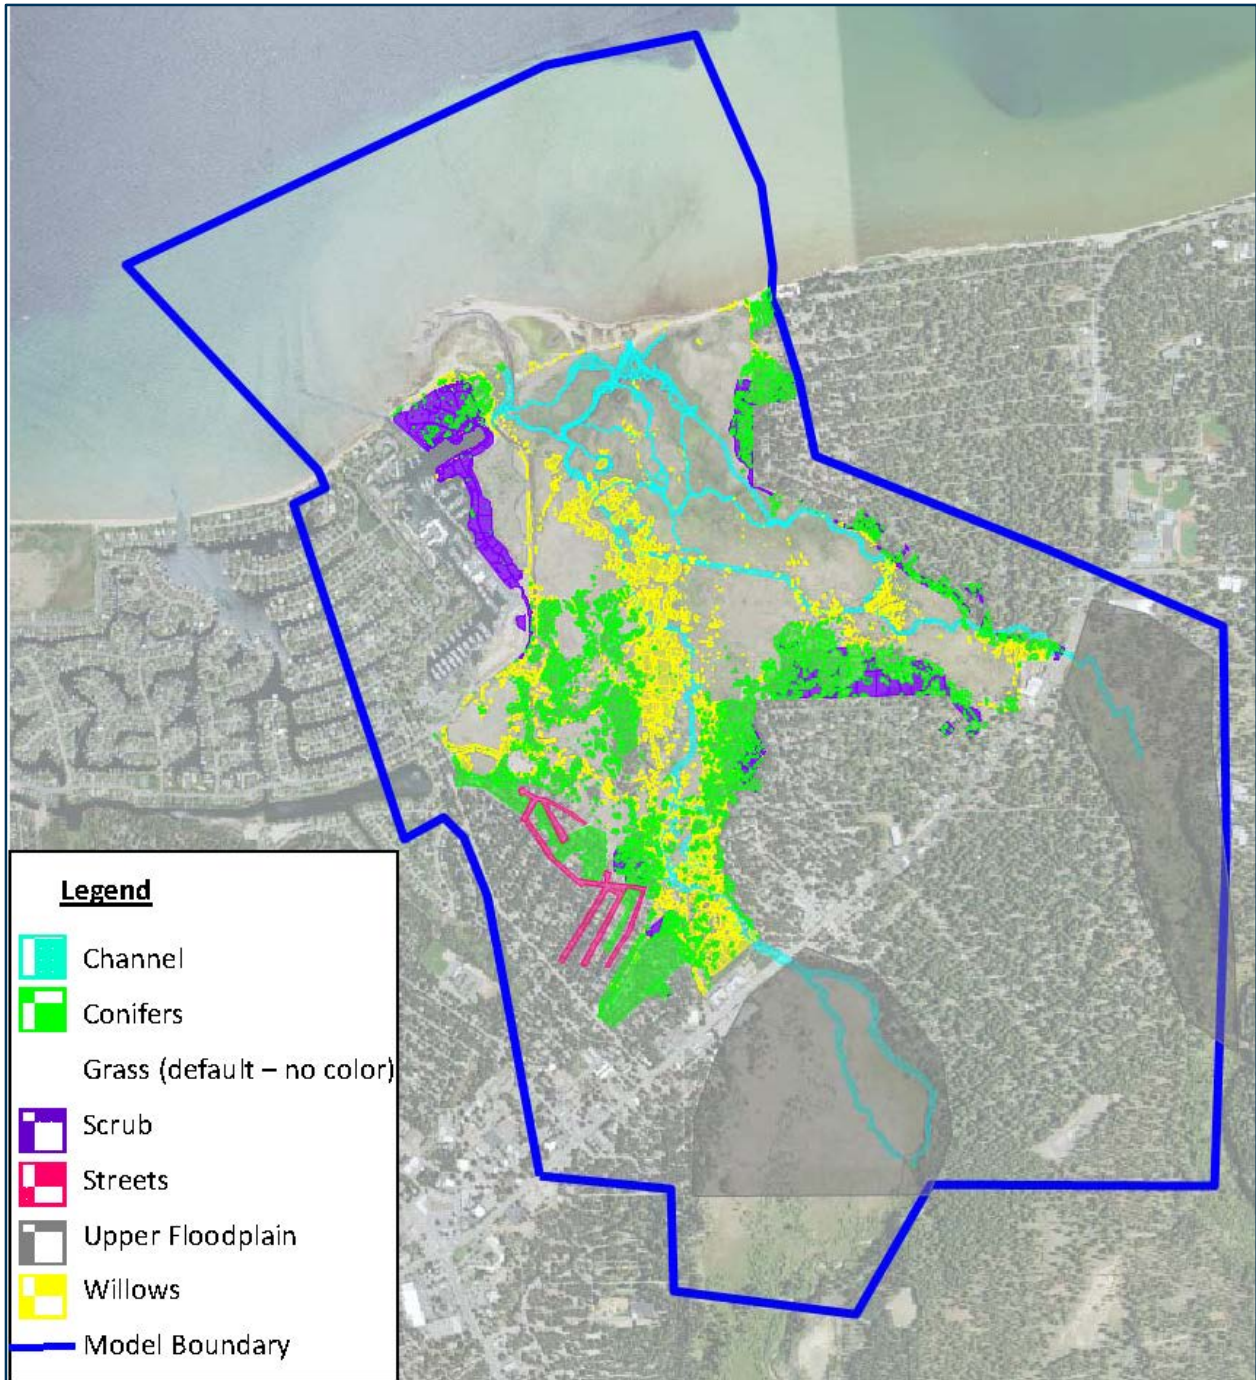 Legend
Channel
Conifers
Grass (default – no color)
Scrub
Streets
Upper Floodplain
Willows
Model Boundary